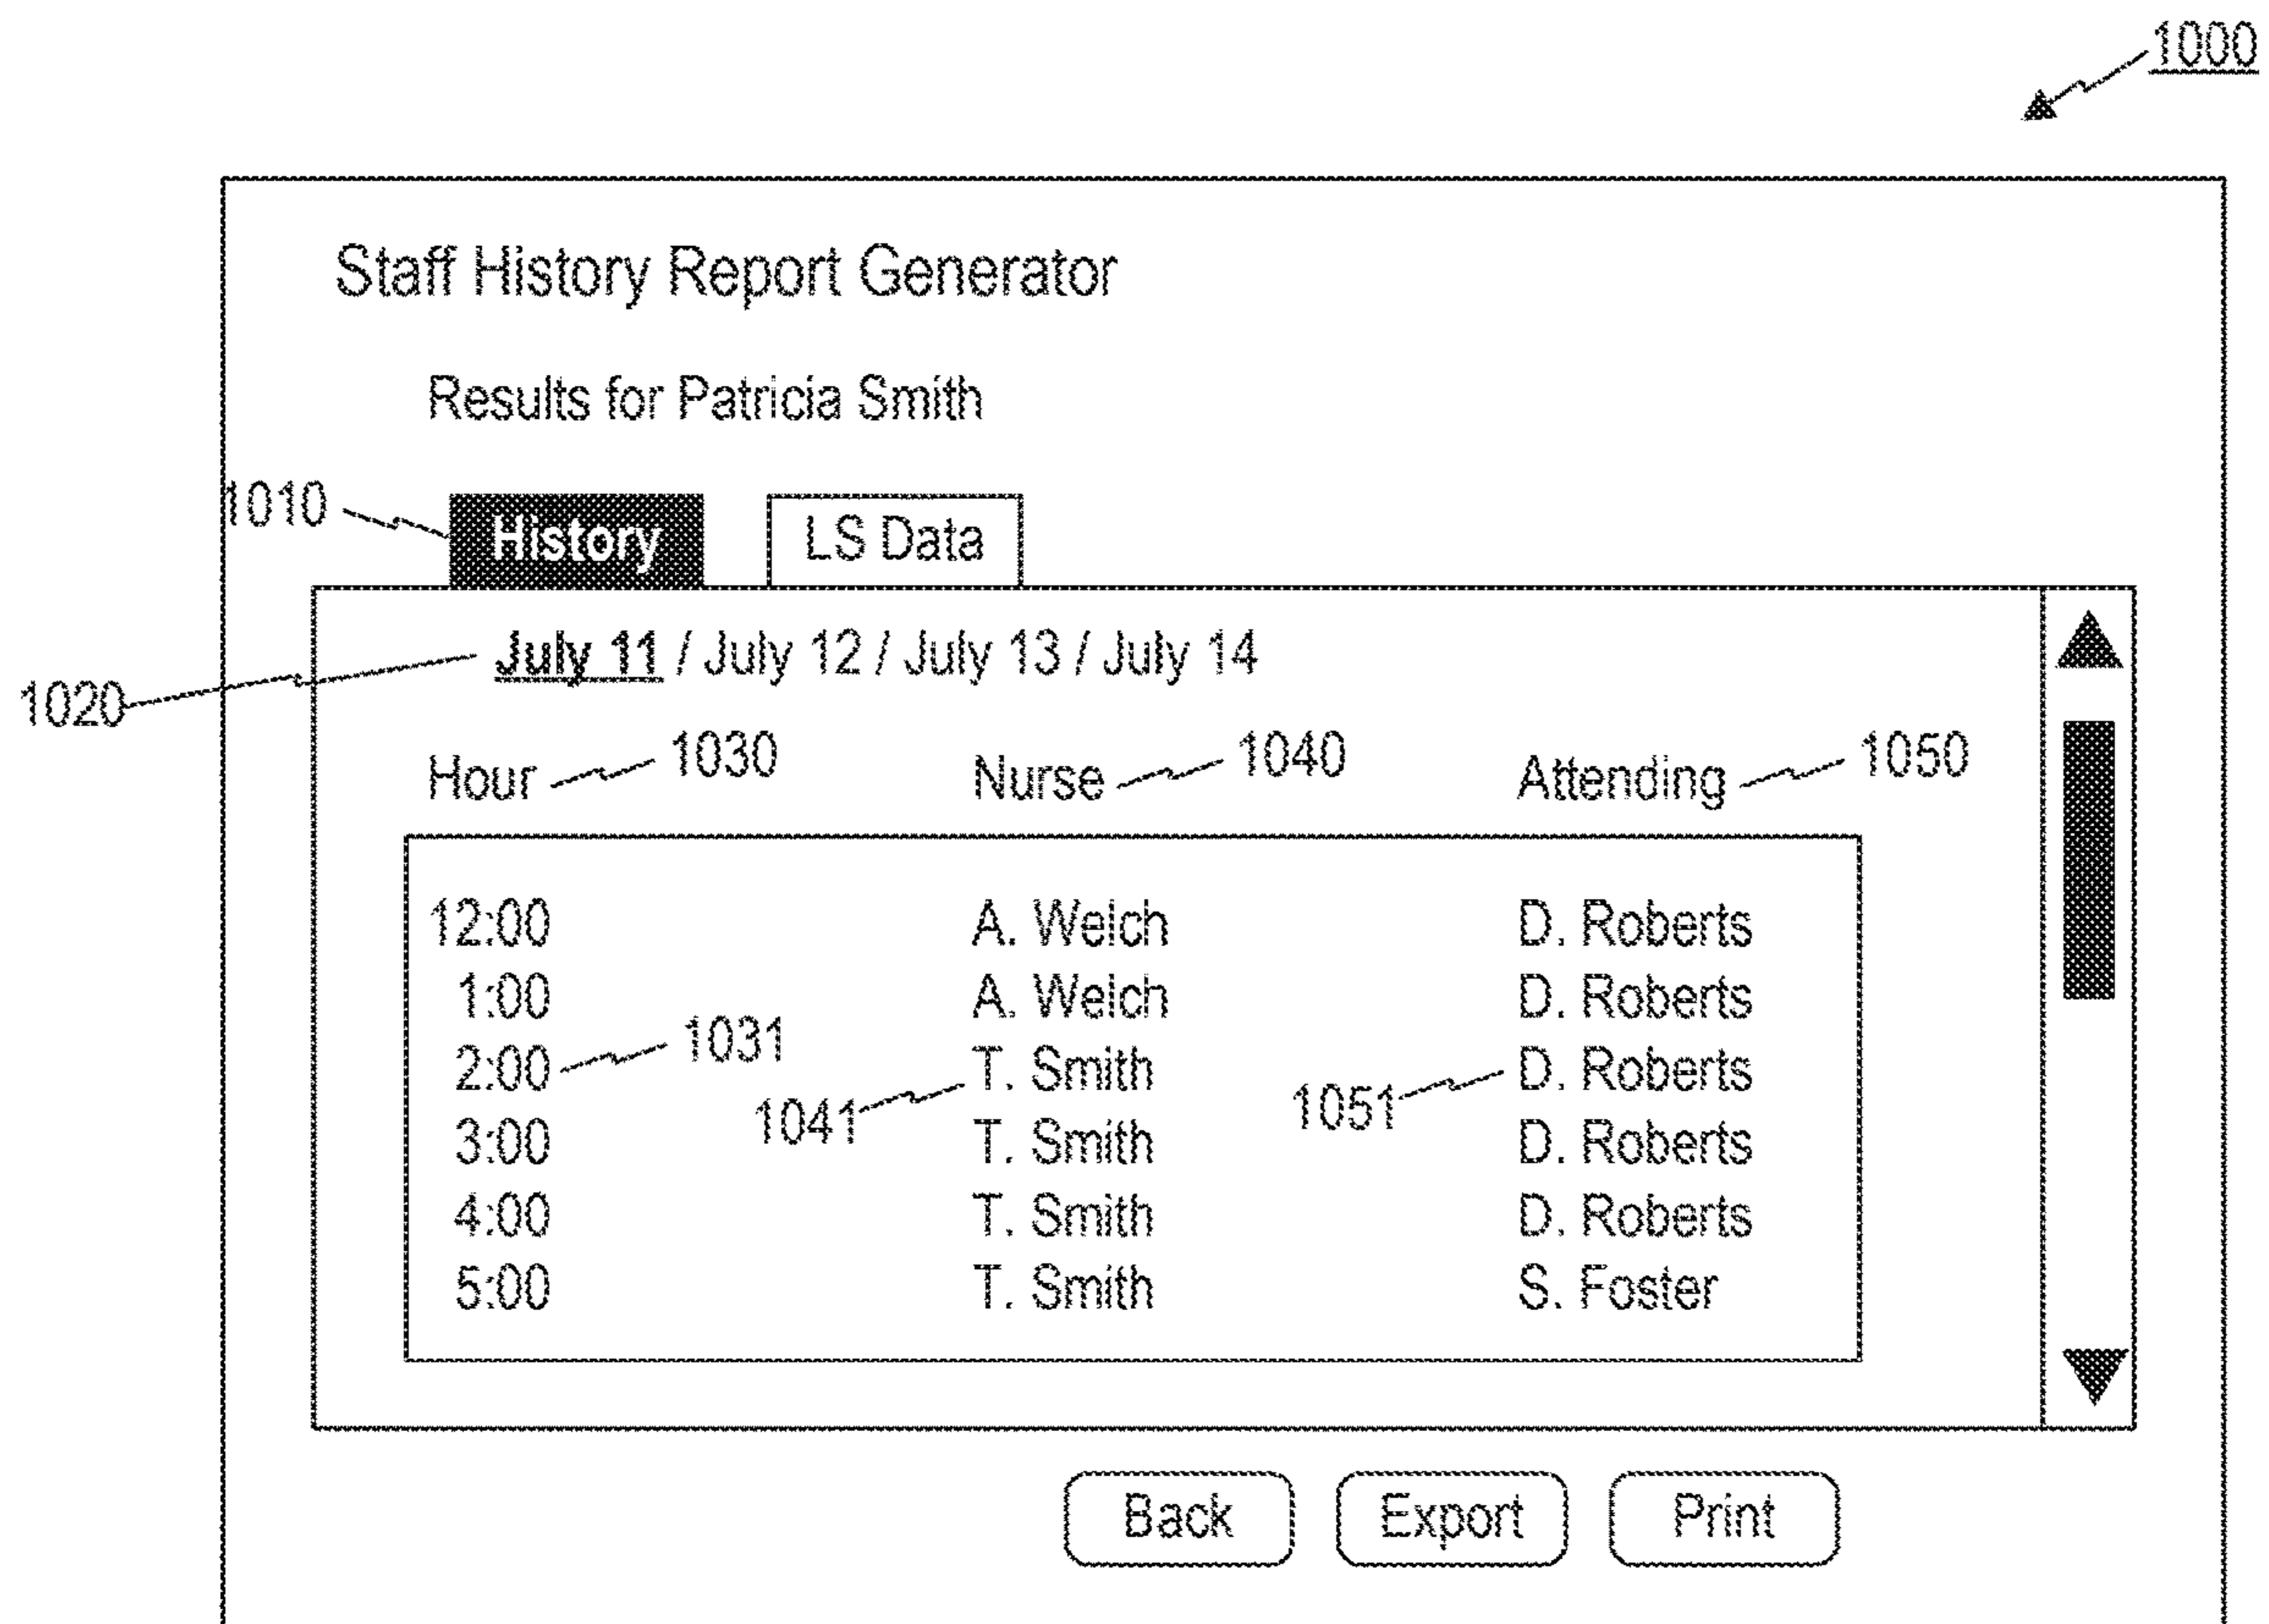 1000
Staff History Report Generator
Results for Patricia Smith
1010 History LS Data
1020 July 11 / July 12 / July 13 / July 14
Hour 1030 Nurse 1040 Attending 1050
12:00 A. Welch D. Roberts
1:00 A. Welch D. Roberts
2:00 1031 1041 T. Smith 1051 D. Roberts
3:00 T. Smith D. Roberts
4:00 T. Smith D. Roberts
5:00 T. Smith S. Foster
Back Export Print